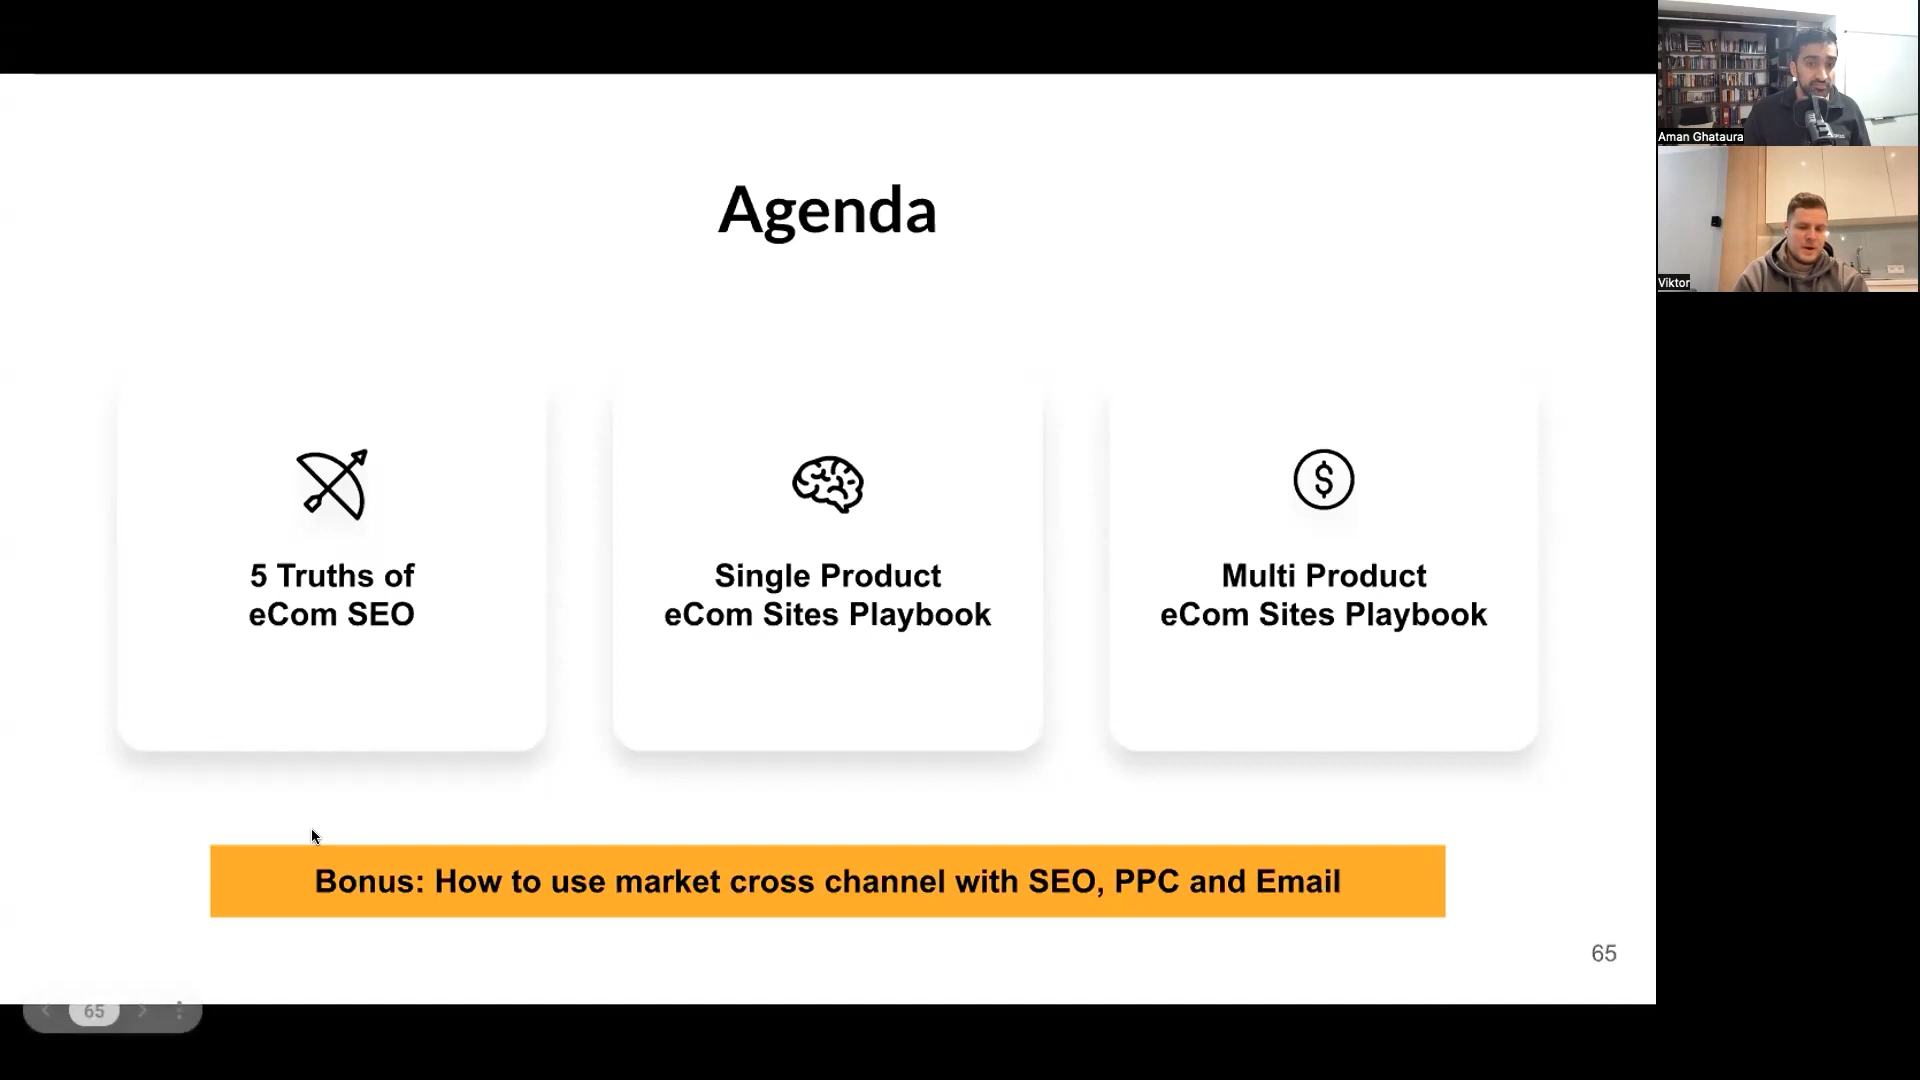 Agenda
5 Truths of
eCom SEO
Single Product
eCom Sites Playbook
$
Multi Product
eCom Sites Playbook
Bonus: How to use market cross channel with SEO, PPC and Email
65
65
Aman Ghataura
Viktor